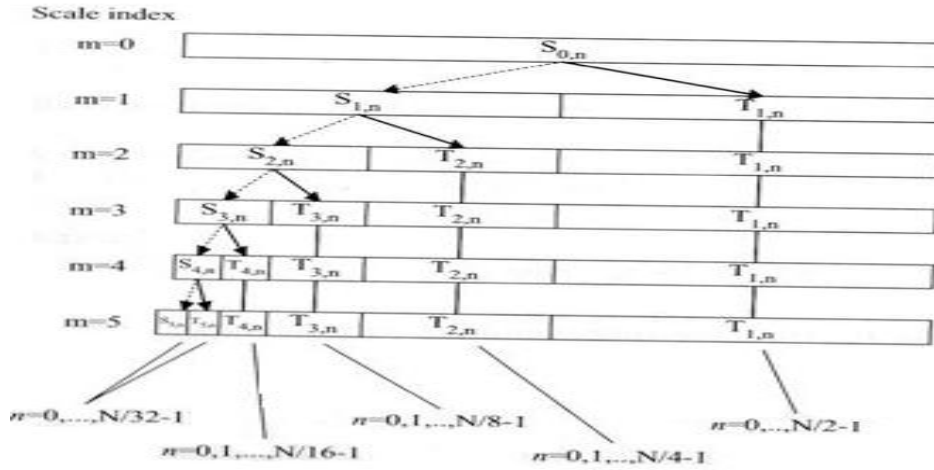 Scale index
m=0 S0,n
m=1 S1,n T1,n
m=2 S2,n T2,n T1,n
m=3 S3,n T3,n T2,n T1,n
m=4 S4,n T4,n T3,n T2,n T1,n
m=5 S5,n T5,n T4,n T3,n T2,n T1,n
n=0,...,N/32-1 n=0,1,..,N/8-1 n=0,..,N/2-1
n=0,1,...,N/16-1 n=0,1,..,N/4-1